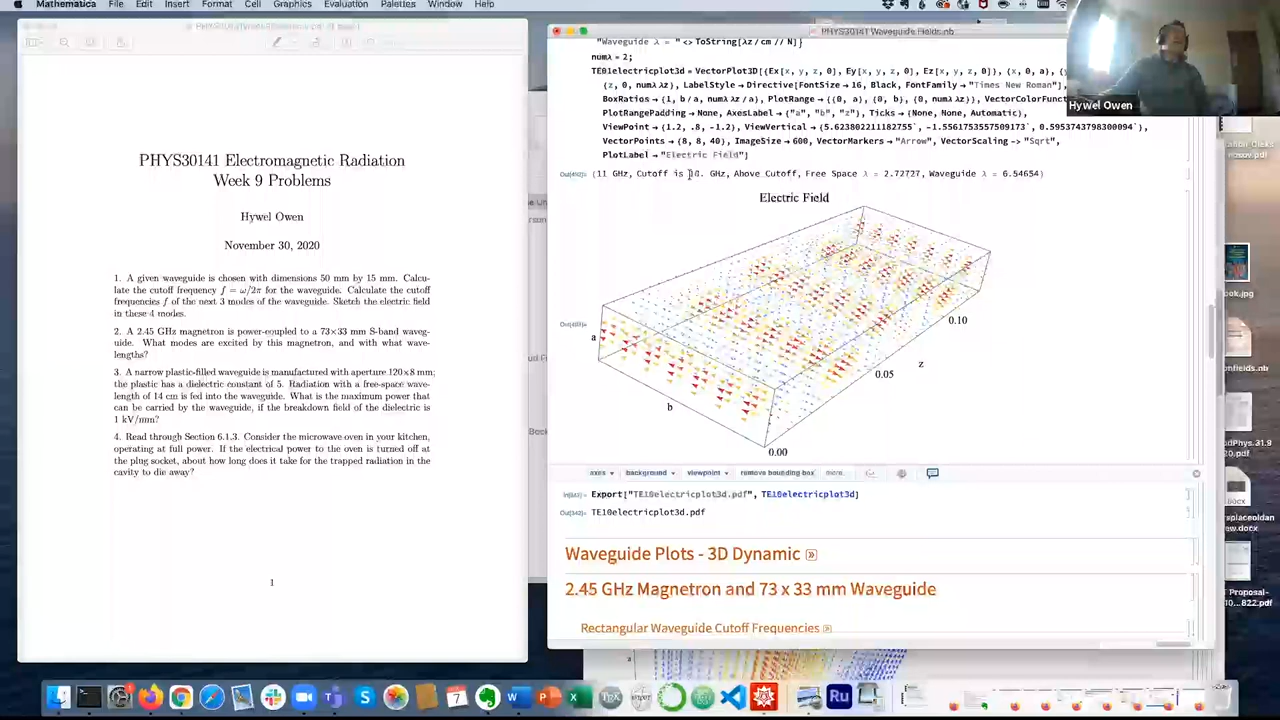 Mathematica File Edit Insert Format Cell Graphics Evaluation Palettes Window Help
PHYS30141 Electromagnetic Radiation
Week 9 Problems
Hywel Owen
November 30, 2020
1. A given waveguide is chosen with dimensions 50 mm by 15 mm. Calcu-
late the cutoff frequency f = ω/2π for the waveguide. Calculate the cutoff
frequencies f of the next 3 modes of the waveguide. Sketch the electric field
in these 4 modes.
2. A 2.45 GHz magnetron is power-coupled to a 73×33 mm S-band waveg-
uide. What modes are excited by this magnetron, and with what wave-
lengths?
3. A narrow plastic-filled waveguide is manufactured with aperture 120×8 mm;
the plastic has a dielectric constant of 5. Radiation with a free-space wave-
length of 14 cm is fed into the waveguide. What is the maximum power that
can be carried by the waveguide, if the breakdown field of the dielectric is
1 kV/mm?
4. Read through Section 6.1.3. Consider the microwave oven in your kitchen,
operating at full power. If the electrical power to the oven is turned off at
the plug socket, about how long does it take for the trapped radiation in the
cavity to die away?
1
PHYS30141 Waveguide Fields.nb
"Waveguide λ = " <> ToString[λz / cm // N]}
numλ = 2;
TE01electricplot3d = VectorPlot3D[{Ex[x, y, z, 0], Ey[x, y, z, 0], Ez[x, y, z, 0]}, {x, 0, a}, {
{z, 0, numλ λz}, LabelStyle → Directive[FontSize → 16, Black, FontFamily → "Times New Roman"],
BoxRatios → {1, b / a, numλ λz / a}, PlotRange → {{0, a}, {0, b}, {0, numλ λz}}, VectorColorFunct
PlotRangePadding → None, AxesLabel → {"a", "b", "z"}, Ticks → {None, None, Automatic},
ViewPoint → {1.2, .8, -1.2}, ViewVertical → {5.623802211182755`, -1.5561753557509173`, 0.5953743798300094`},
VectorPoints → {8, 8, 40}, ImageSize → 600, VectorMarkers → "Arrow", VectorScaling -> "Sqrt",
PlotLabel → "Electric Field"]
{11 GHz, Cutoff is 10. GHz, Above Cutoff, Free Space λ = 2.72727, Waveguide λ = 6.54654}
Electric Field
a
b
z
0.10
0.05
0.00
axes background viewpoint remove bounding box more...
Export["TE10electricplot3d.pdf", TE10electricplot3d]
Out[342]= TE10electricplot3d.pdf
Waveguide Plots - 3D Dynamic
2.45 GHz Magnetron and 73 x 33 mm Waveguide
Rectangular Waveguide Cutoff Frequencies
Hywel Owen